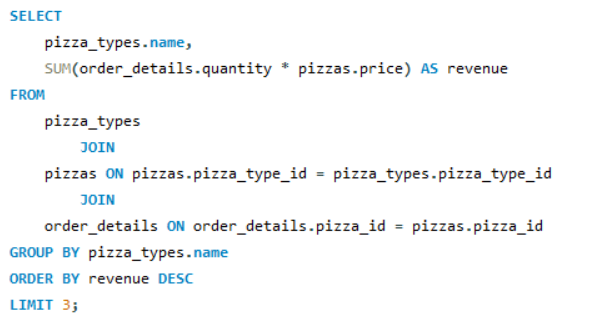 SELECT
pizza_types.name,
SUM(order_details.quantity * pizzas.price) AS revenue
FROM
pizza_types
JOIN
pizzas ON pizzas.pizza_type_id = pizza_types.pizza_type_id
JOIN
order_details ON order_details.pizza_id = pizzas.pizza_id
GROUP BY pizza_types.name
ORDER BY revenue DESC
LIMIT 3;